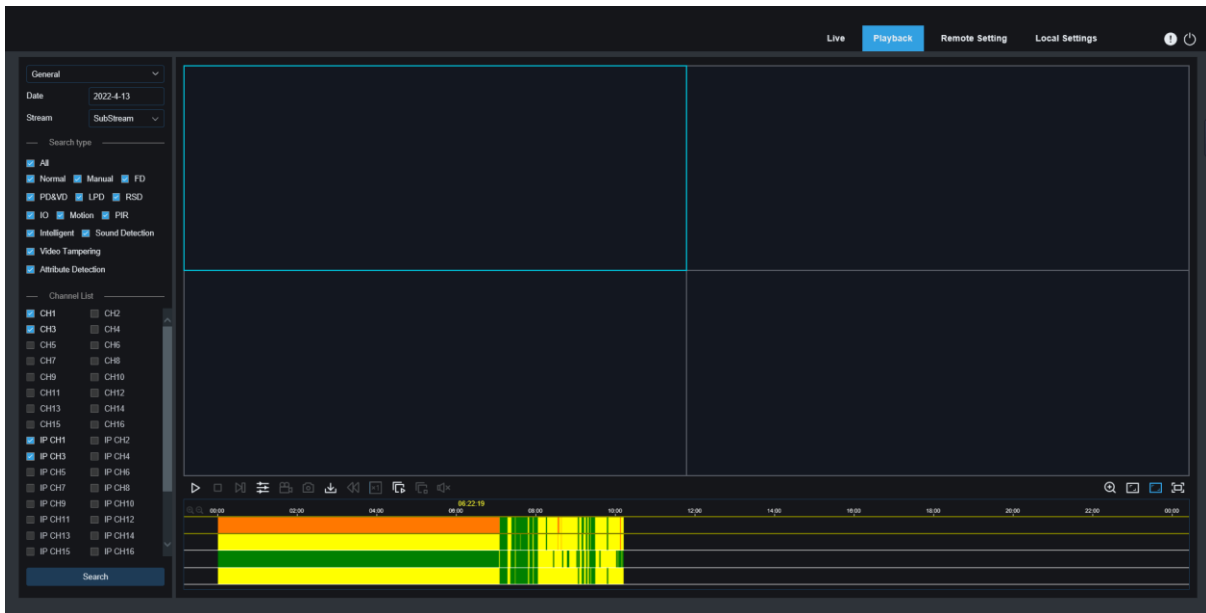 Live Playback Remote Setting Local Settings
General
Date 2022-4-13
Stream SubStream
Search type
All
Normal Manual FD
PD&VD LPD RSD
IO Motion PIR
Intelligent Sound Detection
Video Tampering
Attribute Detection
Channel List
CH1 CH2
CH3 CH4
CH5 CH6
CH7 CH8
CH9 CH10
CH11 CH12
CH13 CH14
CH15 CH16
IP CH1 IP CH2
IP CH3 IP CH4
IP CH5 IP CH6
IP CH7 IP CH8
IP CH9 IP CH10
IP CH11 IP CH12
IP CH13 IP CH14
IP CH15 IP CH16
Search
06:22:19
00:00 02:00 04:00 06:00 08:00 10:00 12:00 14:00 16:00 18:00 20:00 22:00 00:00